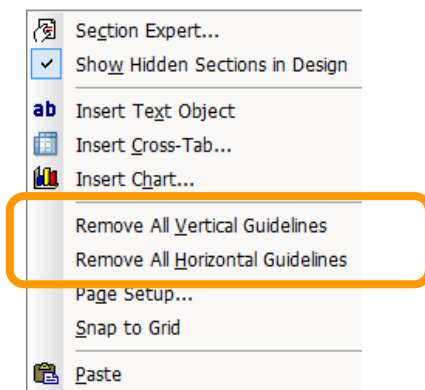 Section Expert...
Show Hidden Sections in Design
ab Insert Text Object
Insert Cross-Tab...
Insert Chart...
Remove All Vertical Guidelines
Remove All Horizontal Guidelines
Page Setup...
Snap to Grid
Paste